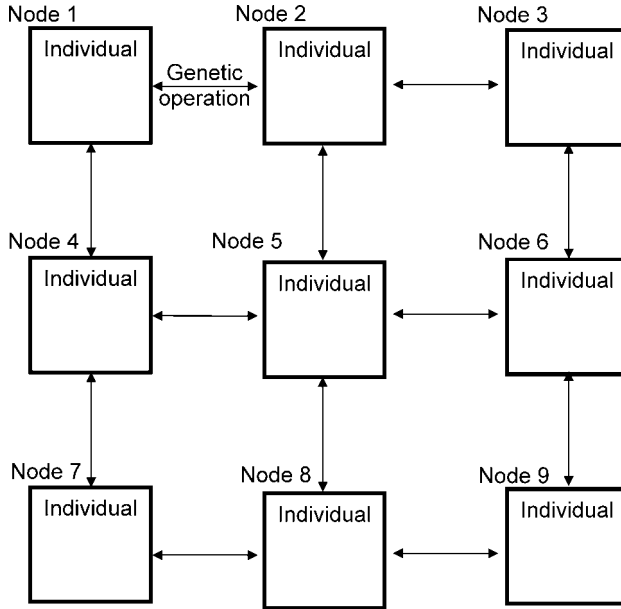 Node 1
Node 2
Node 3
Individual
Individual
Individual
Genetic
operation
Node 4
Node 5
Node 6
Individual
Individual
Individual
Node 7
Node 8
Node 9
Individual
Individual
Individual